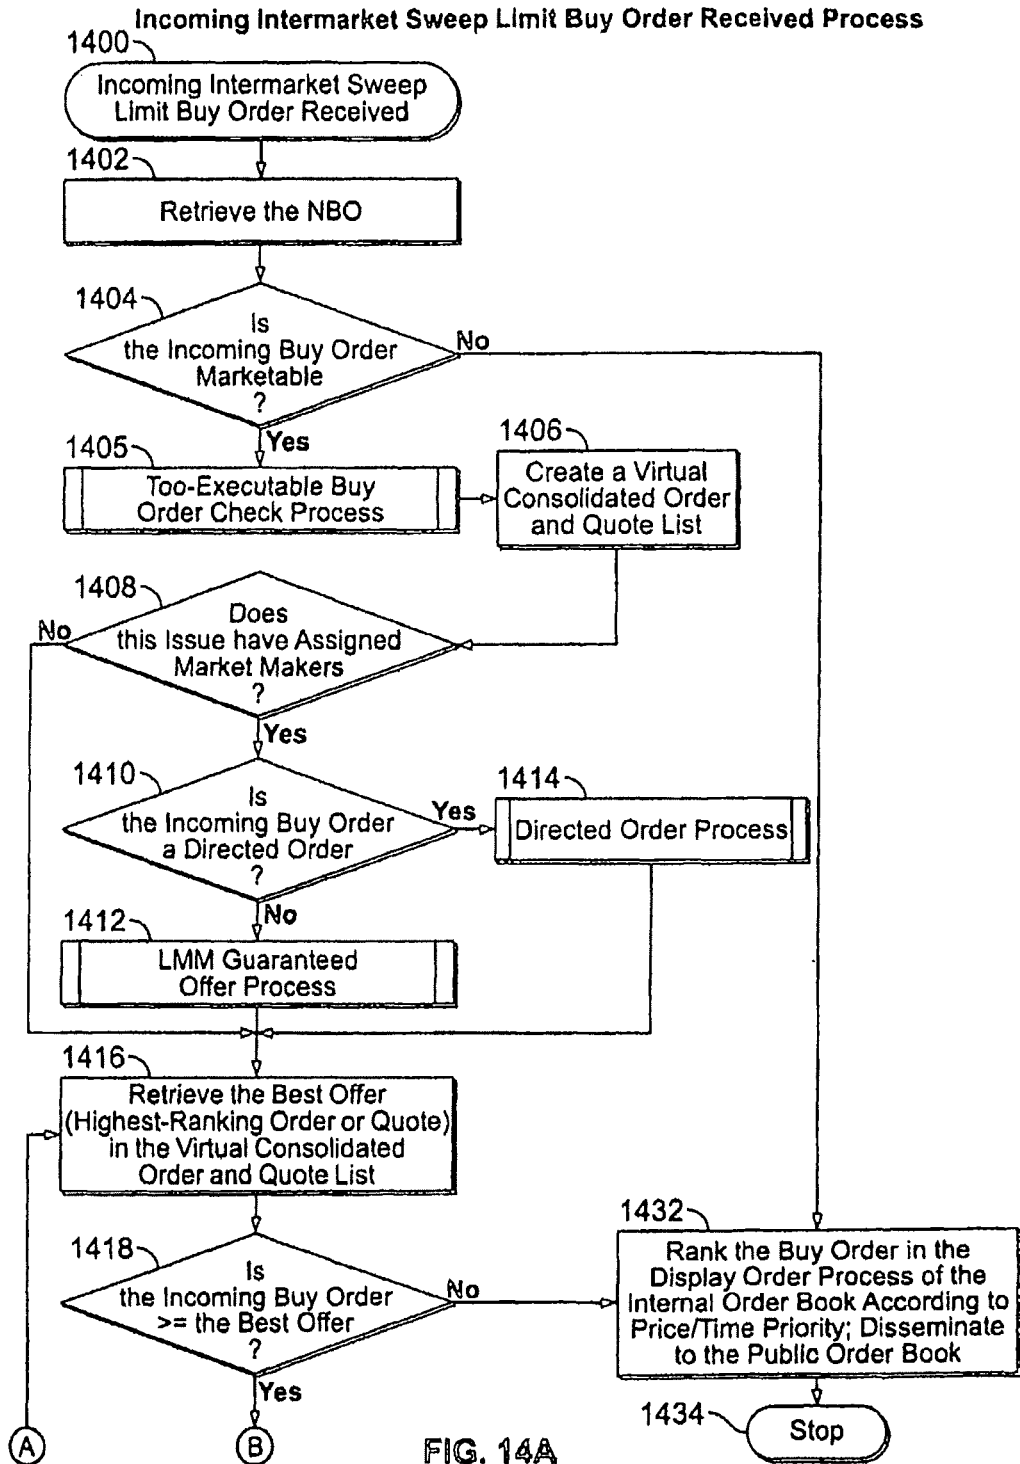 Incoming Intermarket Sweep Limit Buy Order Received Process
1400
Incoming Intermarket Sweep
Limit Buy Order Received
1402
Retrieve the NBO
1404
Is
the Incoming Buy Order
Marketable
?
No
Yes
1405
Too-Executable Buy
Order Check Process
1406
Create a Virtual
Consolidated Order
and Quote List
1408
Does
this Issue have Assigned
Market Makers
?
No
Yes
1410
Is
the Incoming Buy Order
a Directed Order
?
Yes
No
1414
Directed Order Process
1412
LMM Guaranteed
Offer Process
1416
Retrieve the Best Offer
(Highest-Ranking Order or Quote)
in the Virtual Consolidated
Order and Quote List
1418
Is
the Incoming Buy Order
>= the Best Offer
?
No
Yes
1432
Rank the Buy Order in the
Display Order Process of the
Internal Order Book According to
Price/Time Priority; Disseminate
to the Public Order Book
1434
Stop
A
B
FIG. 14A